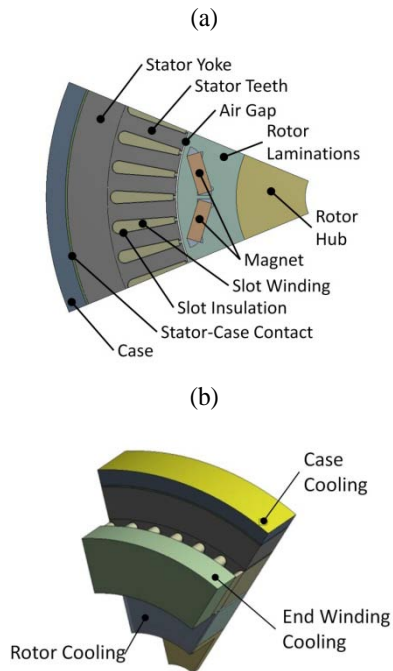 (a)
Stator Yoke
Stator Teeth
Air Gap
Rotor
Laminations
Rotor
Hub
Magnet
Slot Winding
Slot Insulation
Stator-Case Contact
Case
(b)
Case
Cooling
End Winding
Cooling
Rotor Cooling